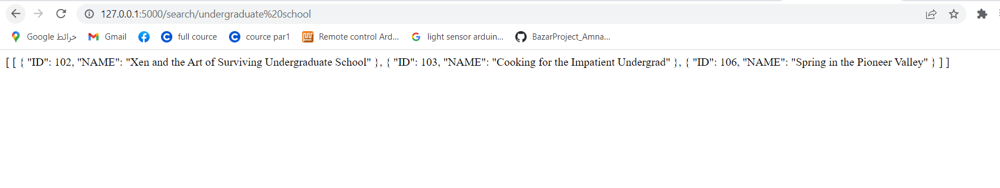 127.0.0.1:5000/search/undergraduate%20school
Google خرائط Gmail full cource cource par1 Remote control Ard... light sensor arduin... BazarProject_Amna...
[ [ { "ID": 102, "NAME": "Xen and the Art of Surviving Undergraduate School" }, { "ID": 103, "NAME": "Cooking for the Impatient Undergrad" }, { "ID": 106, "NAME": "Spring in the Pioneer Valley" } ] ]